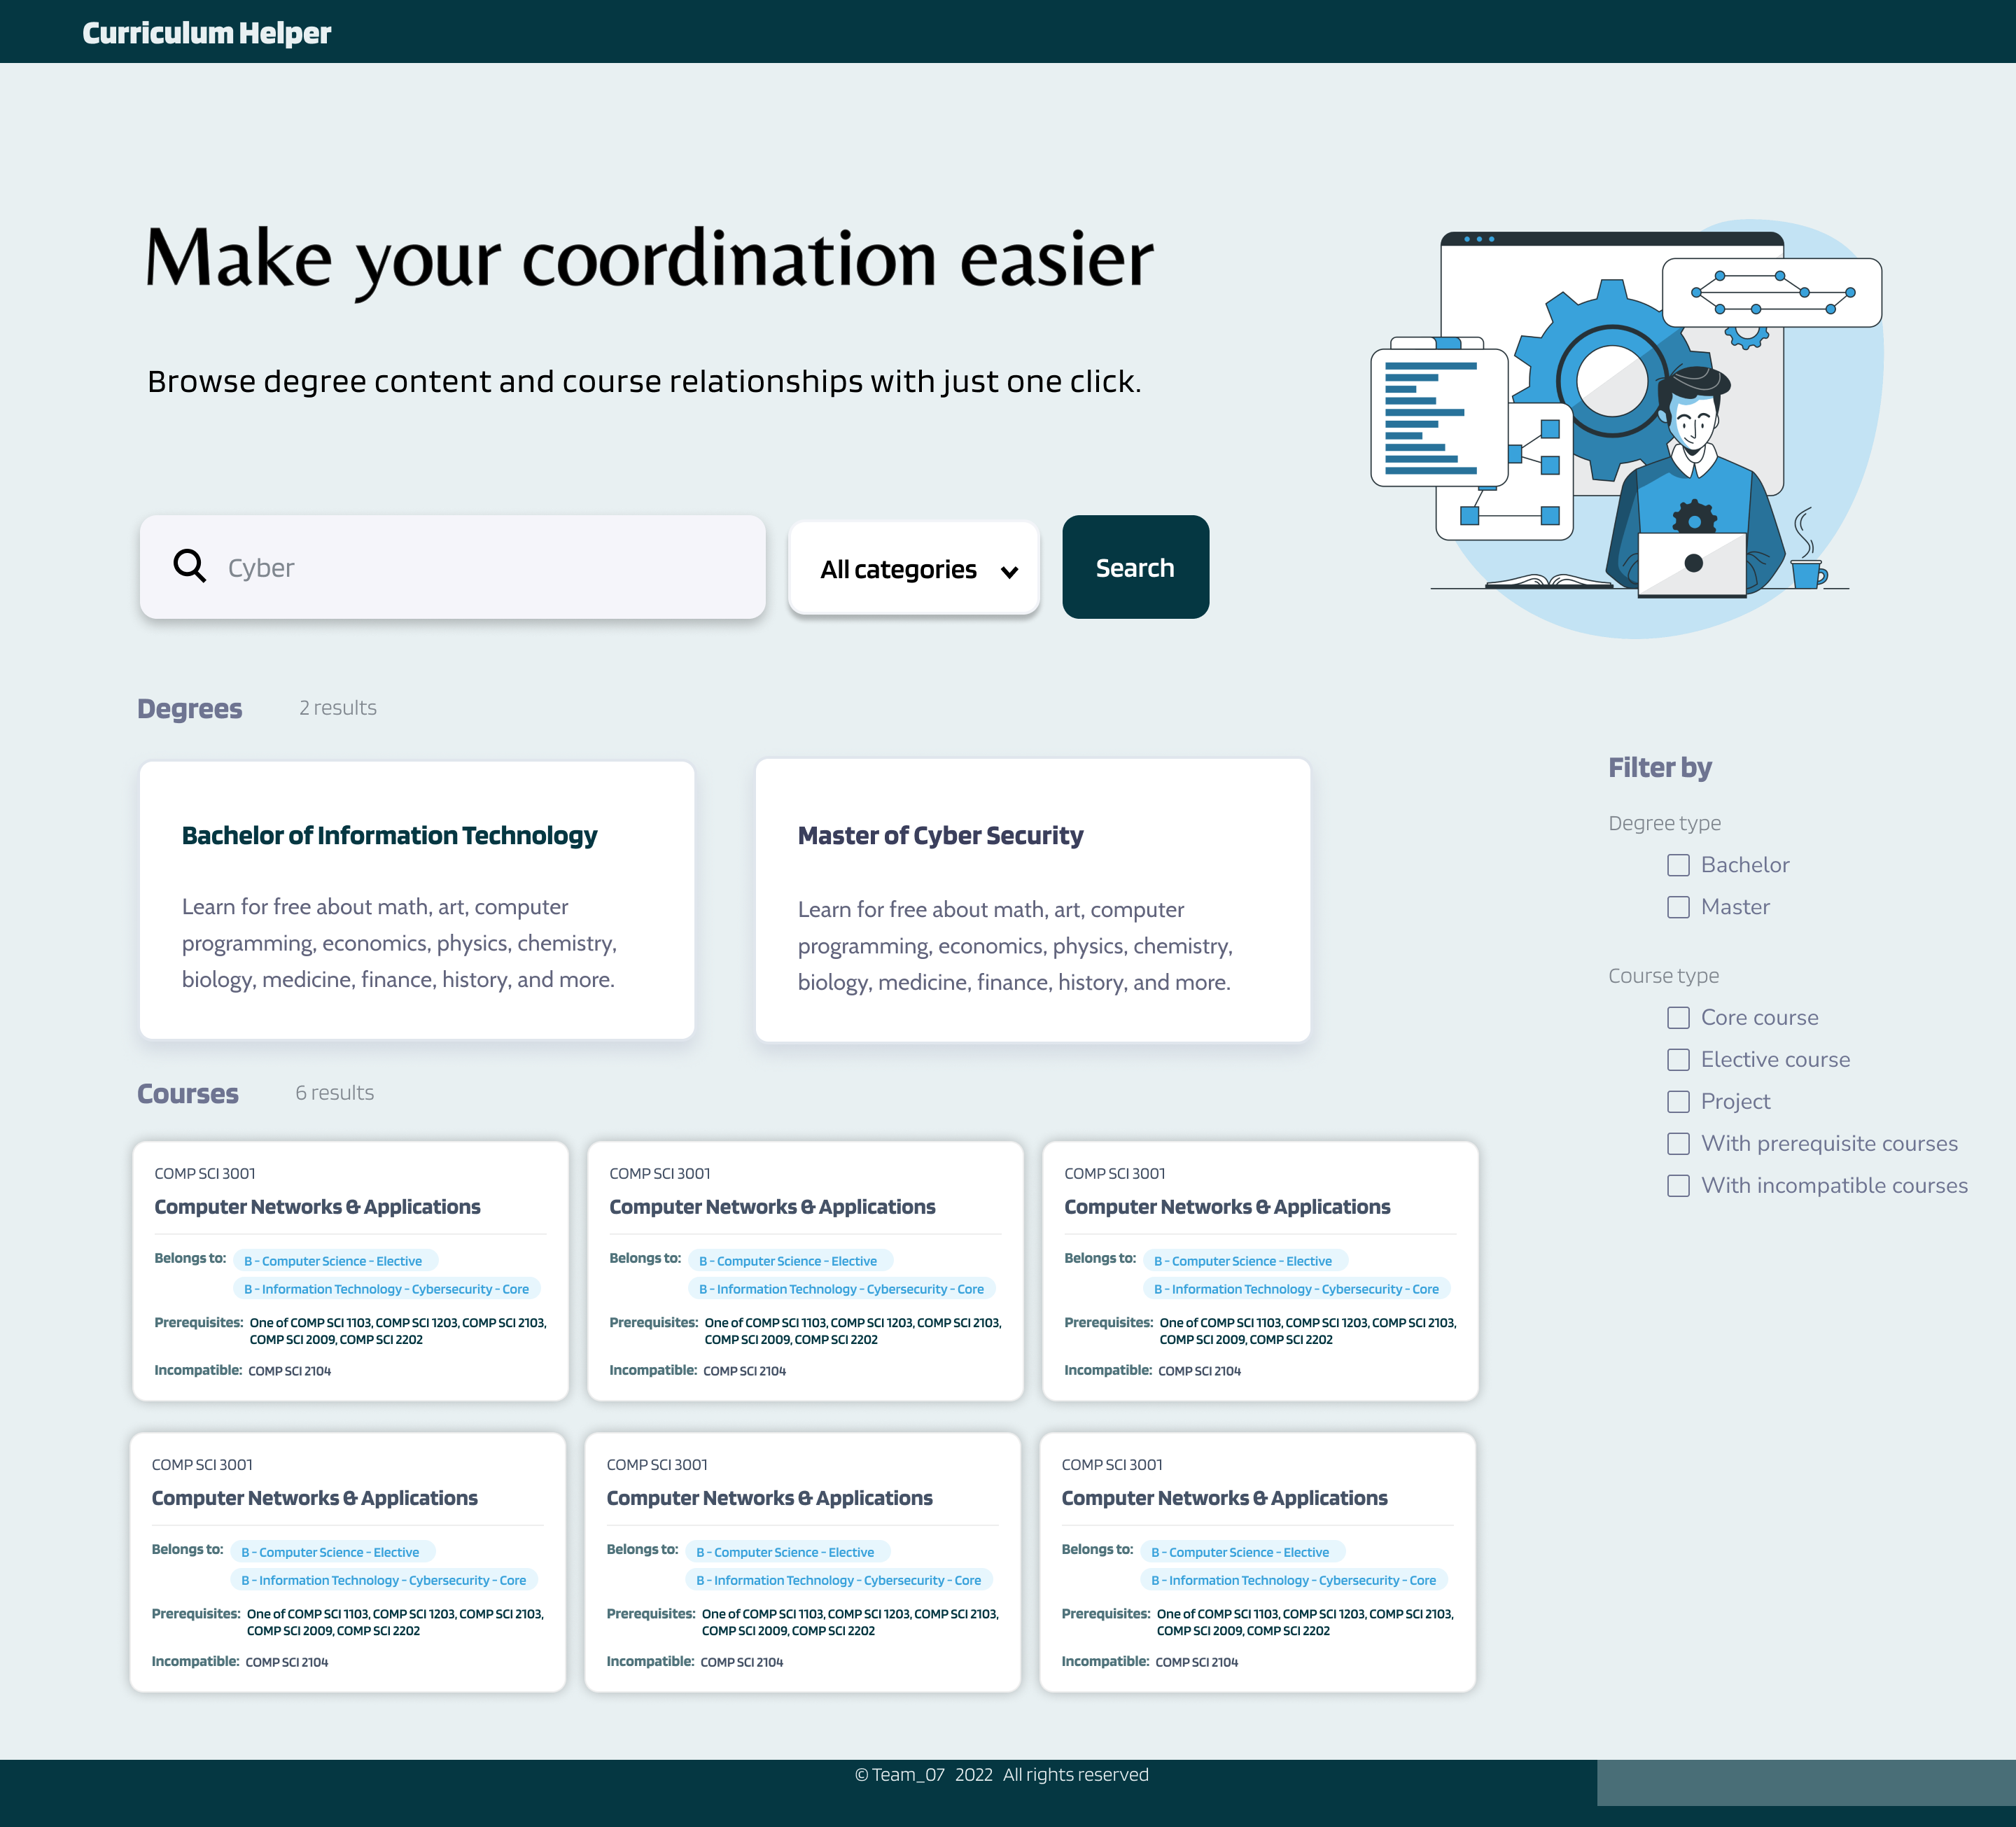 Curriculum Helper
Make your coordination easier
Browse degree content and course relationships with just one click.
Cyber
All categories
Search
Degrees 2 results
Bachelor of Information Technology
Learn for free about math, art, computer
programming, economics, physics, chemistry,
biology, medicine, finance, history, and more.
Master of Cyber Security
Learn for free about math, art, computer
programming, economics, physics, chemistry,
biology, medicine, finance, history, and more.
Filter by
Degree type
Bachelor
Master
Course type
Core course
Elective course
Project
With prerequisite courses
With incompatible courses
Courses 6 results
COMP SCI 3001
Computer Networks & Applications
Belongs to: B - Computer Science - Elective
B - Information Technology - Cybersecurity - Core
Prerequisites: One of COMP SCI 1103, COMP SCI 1203, COMP SCI 2103,
COMP SCI 2009, COMP SCI 2202
Incompatible: COMP SCI 2104
COMP SCI 3001
Computer Networks & Applications
Belongs to: B - Computer Science - Elective
B - Information Technology - Cybersecurity - Core
Prerequisites: One of COMP SCI 1103, COMP SCI 1203, COMP SCI 2103,
COMP SCI 2009, COMP SCI 2202
Incompatible: COMP SCI 2104
COMP SCI 3001
Computer Networks & Applications
Belongs to: B - Computer Science - Elective
B - Information Technology - Cybersecurity - Core
Prerequisites: One of COMP SCI 1103, COMP SCI 1203, COMP SCI 2103,
COMP SCI 2009, COMP SCI 2202
Incompatible: COMP SCI 2104
COMP SCI 3001
Computer Networks & Applications
Belongs to: B - Computer Science - Elective
B - Information Technology - Cybersecurity - Core
Prerequisites: One of COMP SCI 1103, COMP SCI 1203, COMP SCI 2103,
COMP SCI 2009, COMP SCI 2202
Incompatible: COMP SCI 2104
COMP SCI 3001
Computer Networks & Applications
Belongs to: B - Computer Science - Elective
B - Information Technology - Cybersecurity - Core
Prerequisites: One of COMP SCI 1103, COMP SCI 1203, COMP SCI 2103,
COMP SCI 2009, COMP SCI 2202
Incompatible: COMP SCI 2104
COMP SCI 3001
Computer Networks & Applications
Belongs to: B - Computer Science - Elective
B - Information Technology - Cybersecurity - Core
Prerequisites: One of COMP SCI 1103, COMP SCI 1203, COMP SCI 2103,
COMP SCI 2009, COMP SCI 2202
Incompatible: COMP SCI 2104
© Team_07 2022 All rights reserved